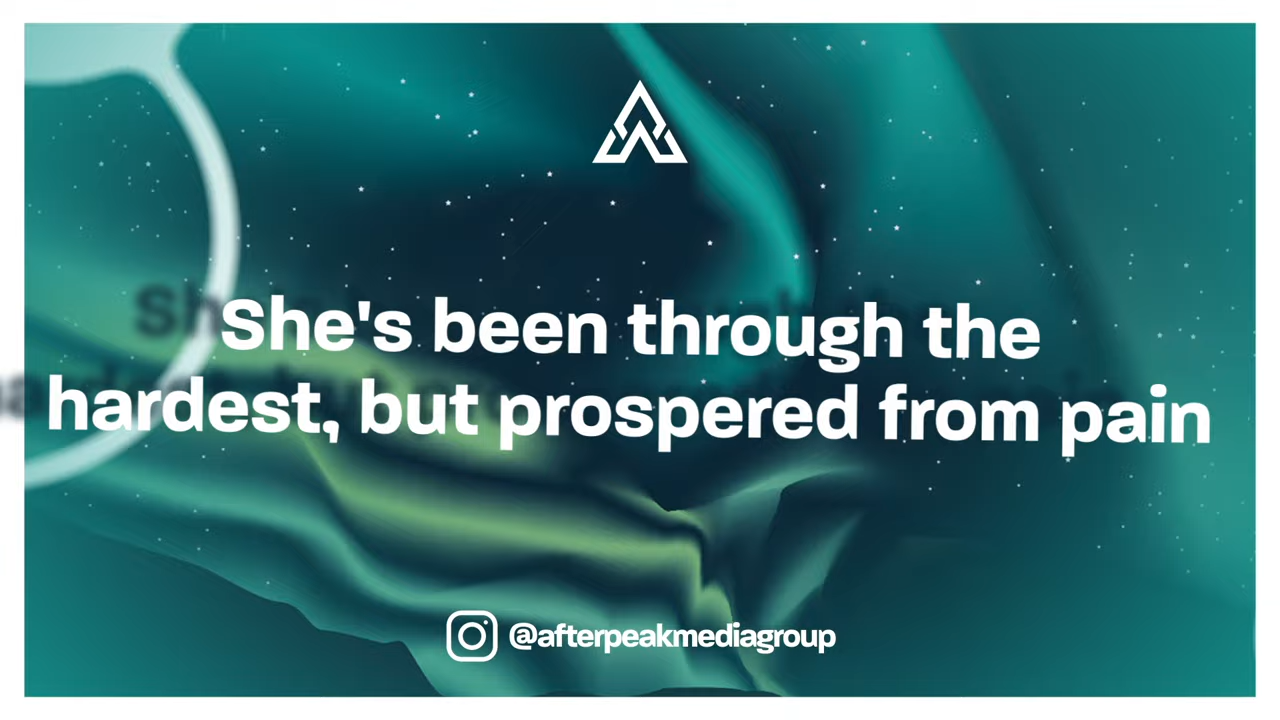 She's been through the
hardest, but prospered from pain
@afterpeakmediagroup